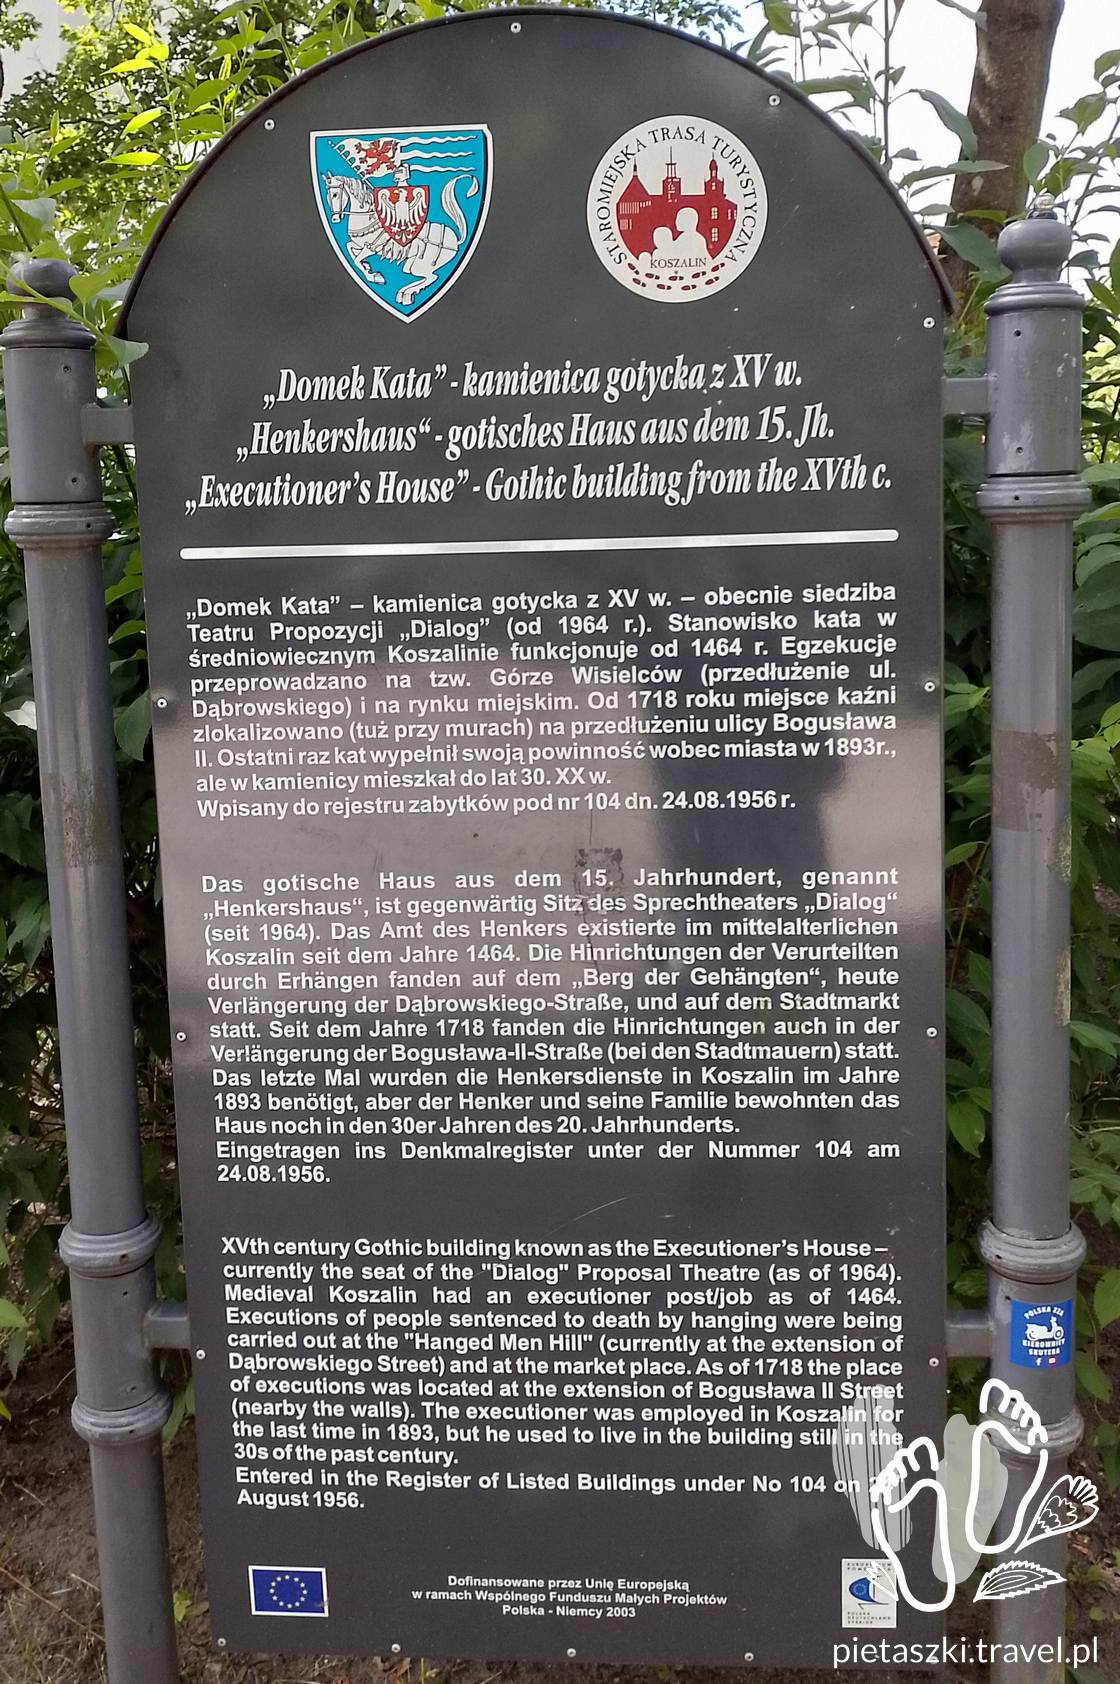 STAROMIEJSKA TRASA TURYSTYCZNA
KOSZALIN
„Domek Kata” - kamienica gotycka z XV w.
„Henkershaus“ - gotisches Haus aus dem 15. Jh.
„Executioner’s House” - Gothic building from the XVth c.
„Domek Kata” – kamienica gotycka z XV w. – obecnie siedziba
Teatru Propozycji „Dialog” (od 1964 r.). Stanowisko kata w
średniowiecznym Koszalinie funkcjonuje od 1464 r. Egzekucje
przeprowadzano na tzw. Górze Wisielców (przedłużenie ul.
Dąbrowskiego) i na rynku miejskim. Od 1718 roku miejsce kaźni
zlokalizowano (tuż przy murach) na przedłużeniu ulicy Bogusława
II. Ostatni raz kat wypełnił swoją powinność wobec miasta w 1893r.,
ale w kamienicy mieszkał do lat 30. XX w.
Wpisany do rejestru zabytków pod nr 104 dn. 24.08.1956 r.
Das gotische Haus aus dem 15. Jahrhundert, genannt
„Henkershaus“, ist gegenwärtig Sitz des Sprechtheaters „Dialog“
(seit 1964). Das Amt des Henkers existierte im mittelalterlichen
Koszalin seit dem Jahre 1464. Die Hinrichtungen der Verurteilten
durch Erhängen fanden auf dem „Berg der Gehängten“, heute
Verlängerung der Dąbrowskiego-Straße, und auf dem Stadtmarkt
statt. Seit dem Jahre 1718 fanden die Hinrichtungen auch in der
Verlängerung der Bogusława-II-Straße (bei den Stadtmauern) statt.
Das letzte Mal wurden die Henkersdienste in Koszalin im Jahre
1893 benötigt, aber der Henker und seine Familie bewohnten das
Haus noch in den 30er Jahren des 20. Jahrhunderts.
Eingetragen ins Denkmalregister unter der Nummer 104 am
24.08.1956.
XVth century Gothic building known as the Executioner’s House –
currently the seat of the "Dialog" Proposal Theatre (as of 1964).
Medieval Koszalin had an executioner post/job as of 1464.
Executions of people sentenced to death by hanging were being
carried out at the "Hanged Men Hill" (currently at the extension of
Dąbrowskiego Street) and at the market place. As of 1718 the place
of executions was located at the extension of Bogusława II Street
(nearby the walls). The executioner was employed in Koszalin for
the last time in 1893, but he used to live in the building still in the
30s of the past century.
Entered in the Register of Listed Buildings under No 104 on
August 1956.
POLSKA ZZA
KIEROWNICY
SKUTERA
Dofinansowane przez Unię Europejską
w ramach Wspólnego Funduszu Małych Projektów
Polska - Niemcy 2003
pietaszki.travel.pl